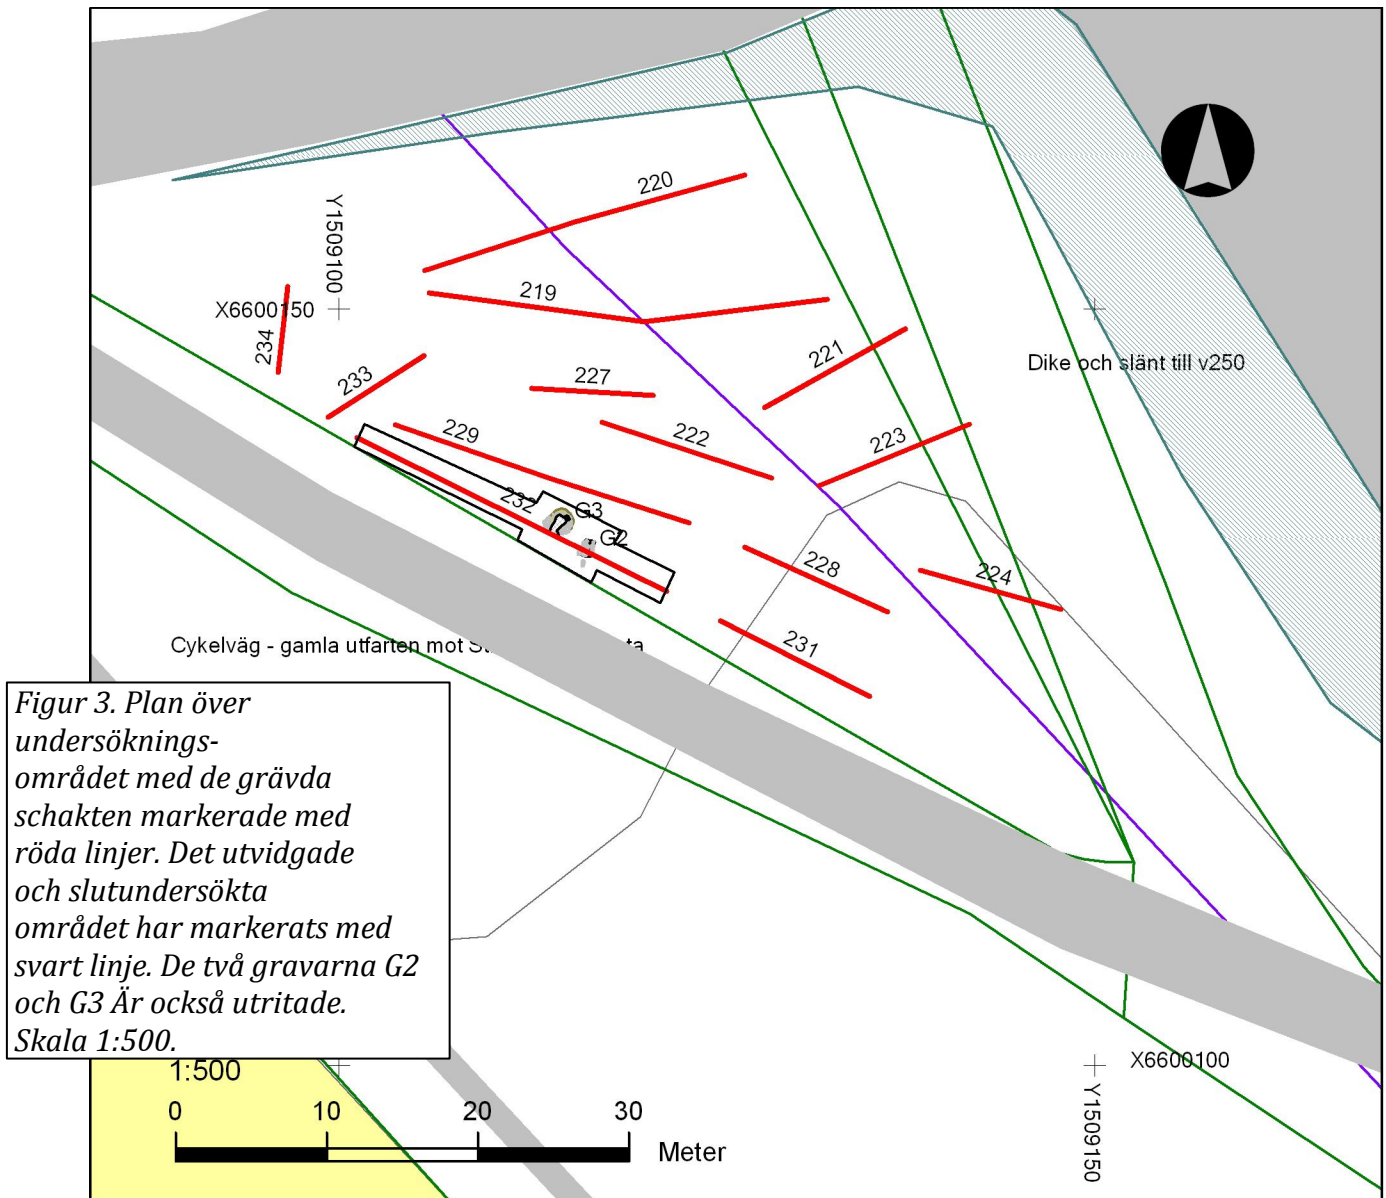 220
Y1509100
219
X6600150
234
221
Dike och slänt till v250
233
227
229
222
223
232
G3
G2
228
224
231
Cykelväg - gamla utfarten mot
Figur 3. Plan över
undersöknings-
området med de grävda
schakten markerade med
röda linjer. Det utvidgade
och slutundersökta
området har markerats med
svart linje. De två gravarna G2
och G3 Är också utritade.
Skala 1:500.
X6600100
Y1509150
1:500
0 10 20 30
Meter